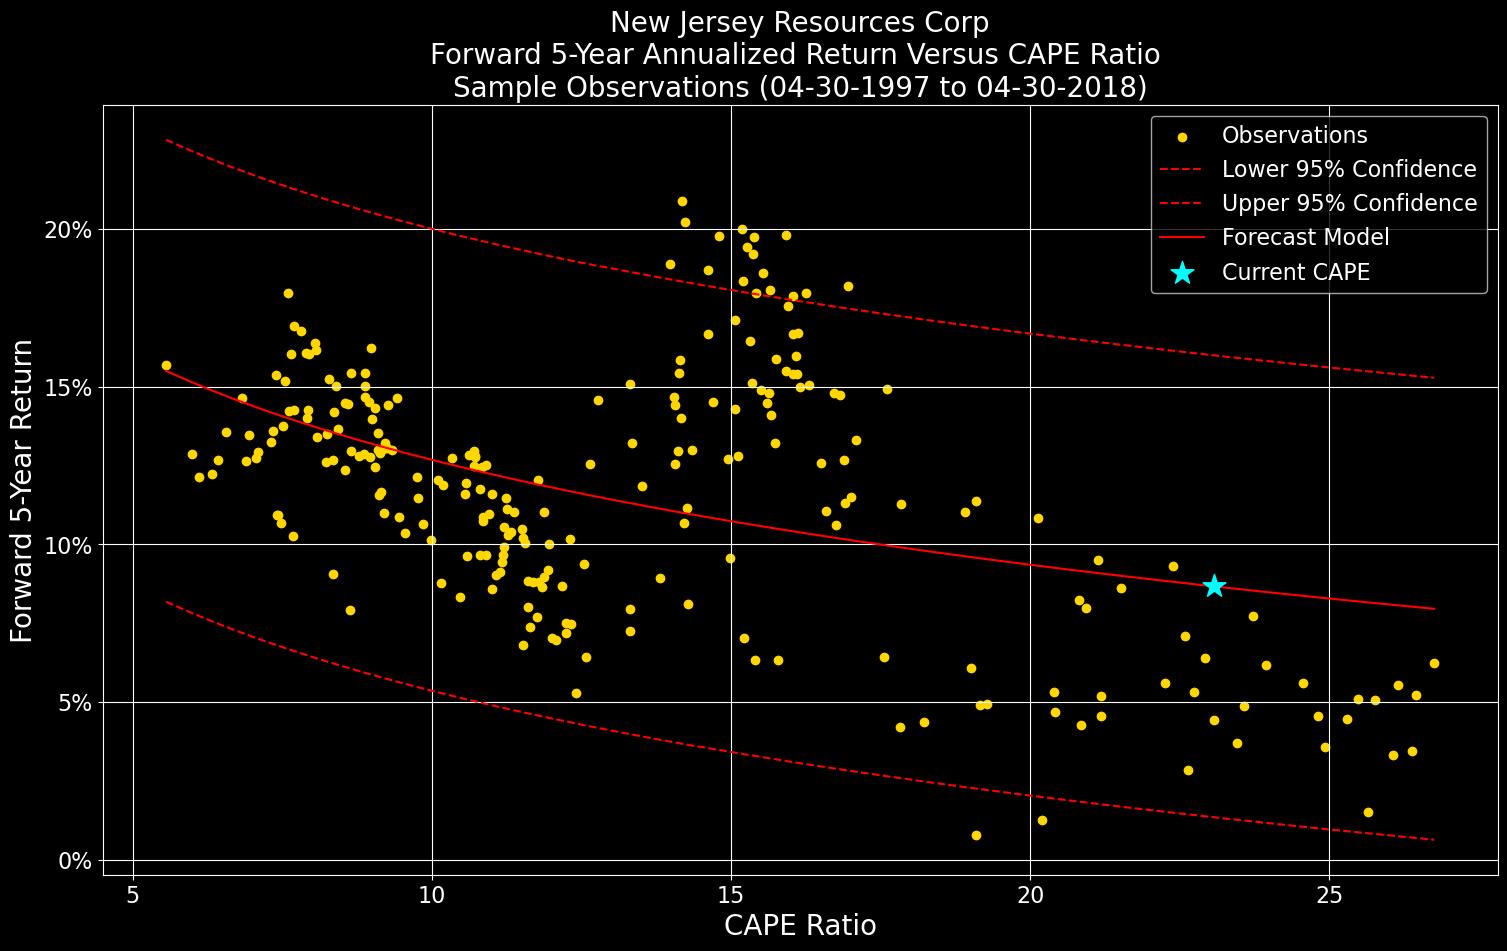 New Jersey Resources Corp
Forward 5-Year Annualized Return Versus CAPE Ratio
Sample Observations (04-30-1997 to 04-30-2018)
Observations
Lower 95% Confidence
Upper 95% Confidence
Forecast Model
Current CAPE
Forward 5-Year Return
20%
15%
10%
5%
0%
5 10 15 20 25
CAPE Ratio